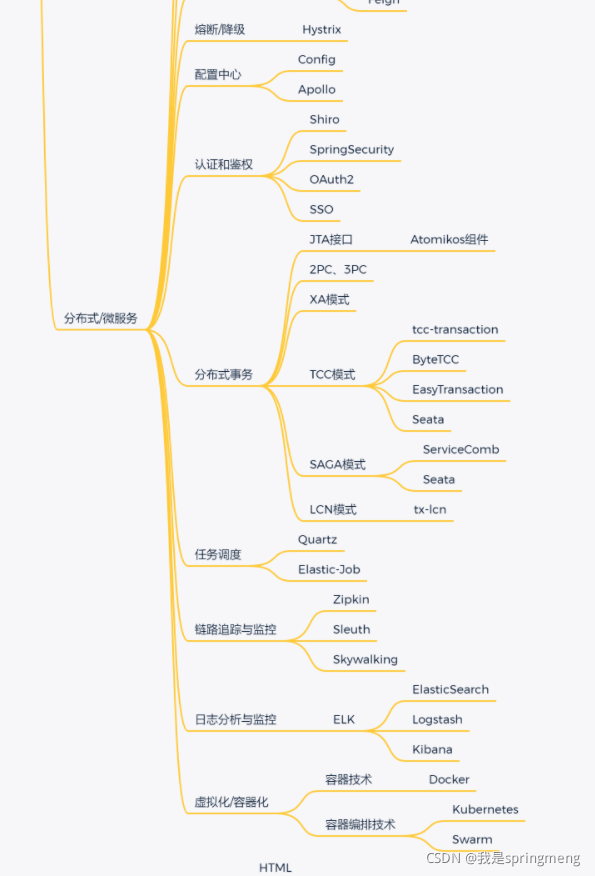 Feign
熔断/降级 Hystrix
配置中心
Config
Apollo
认证和鉴权
Shiro
SpringSecurity
OAuth2
SSO
分布式/微服务
分布式事务
JTA接口 Atomikos组件
2PC、3PC
XA模式
TCC模式
tcc-transaction
ByteTCC
EasyTransaction
Seata
SAGA模式
ServiceComb
Seata
LCN模式 tx-lcn
任务调度
Quartz
Elastic-Job
链路追踪与监控
Zipkin
Sleuth
Skywalking
日志分析与监控 ELK
ElasticSearch
Logstash
Kibana
虚拟化/容器化
容器技术 Docker
容器编排技术
Kubernetes
Swarm
HTML
CSDN @我是springmeng